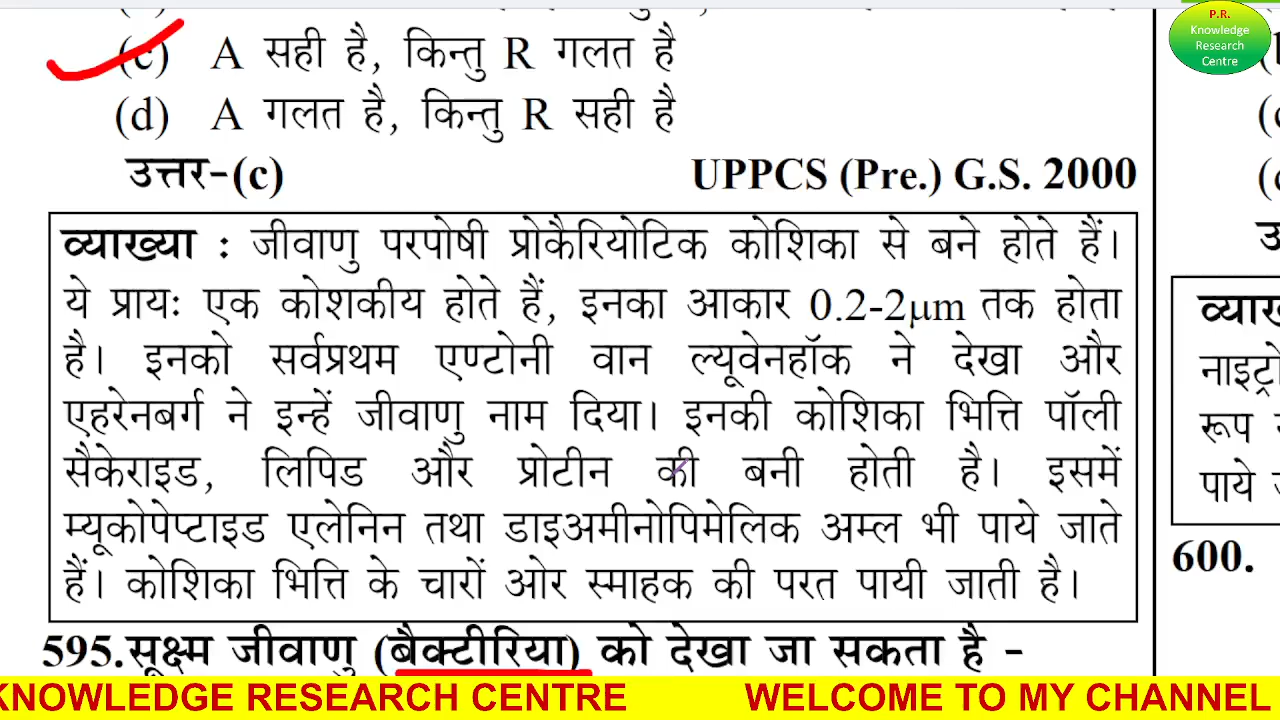 (c) A सही है, किन्तु R गलत है
(d) A गलत है, किन्तु R सही है
उत्तर-(c) UPPCS (Pre.) G.S. 2000
व्याख्या : जीवाणु परपोषी प्रोकैरियोटिक कोशिका से बने होते हैं।
ये प्रायः एक कोशकीय होते हैं, इनका आकार 0.2-2μm तक होता
है। इनको सर्वप्रथम एण्टोनी वान ल्यूवेनहॉक ने देखा और
एहरेनबर्ग ने इन्हें जीवाणु नाम दिया। इनकी कोशिका भित्ति पॉली
सैकेराइड, लिपिड और प्रोटीन की बनी होती है। इसमें
म्यूकोपेप्टाइड एलेनिन तथा डाइअमीनोपिमेलिक अम्ल भी पाये जाते
हैं। कोशिका भित्ति के चारों ओर स्माहक की परत पायी जाती है।
595. सूक्ष्म जीवाणु (बैक्टीरिया) को देखा जा सकता है -
P.R.
Knowledge
Research
Centre
रूप
पाये
600.
KNOWLEDGE RESEARCH CENTRE WELCOME TO MY CHANNEL